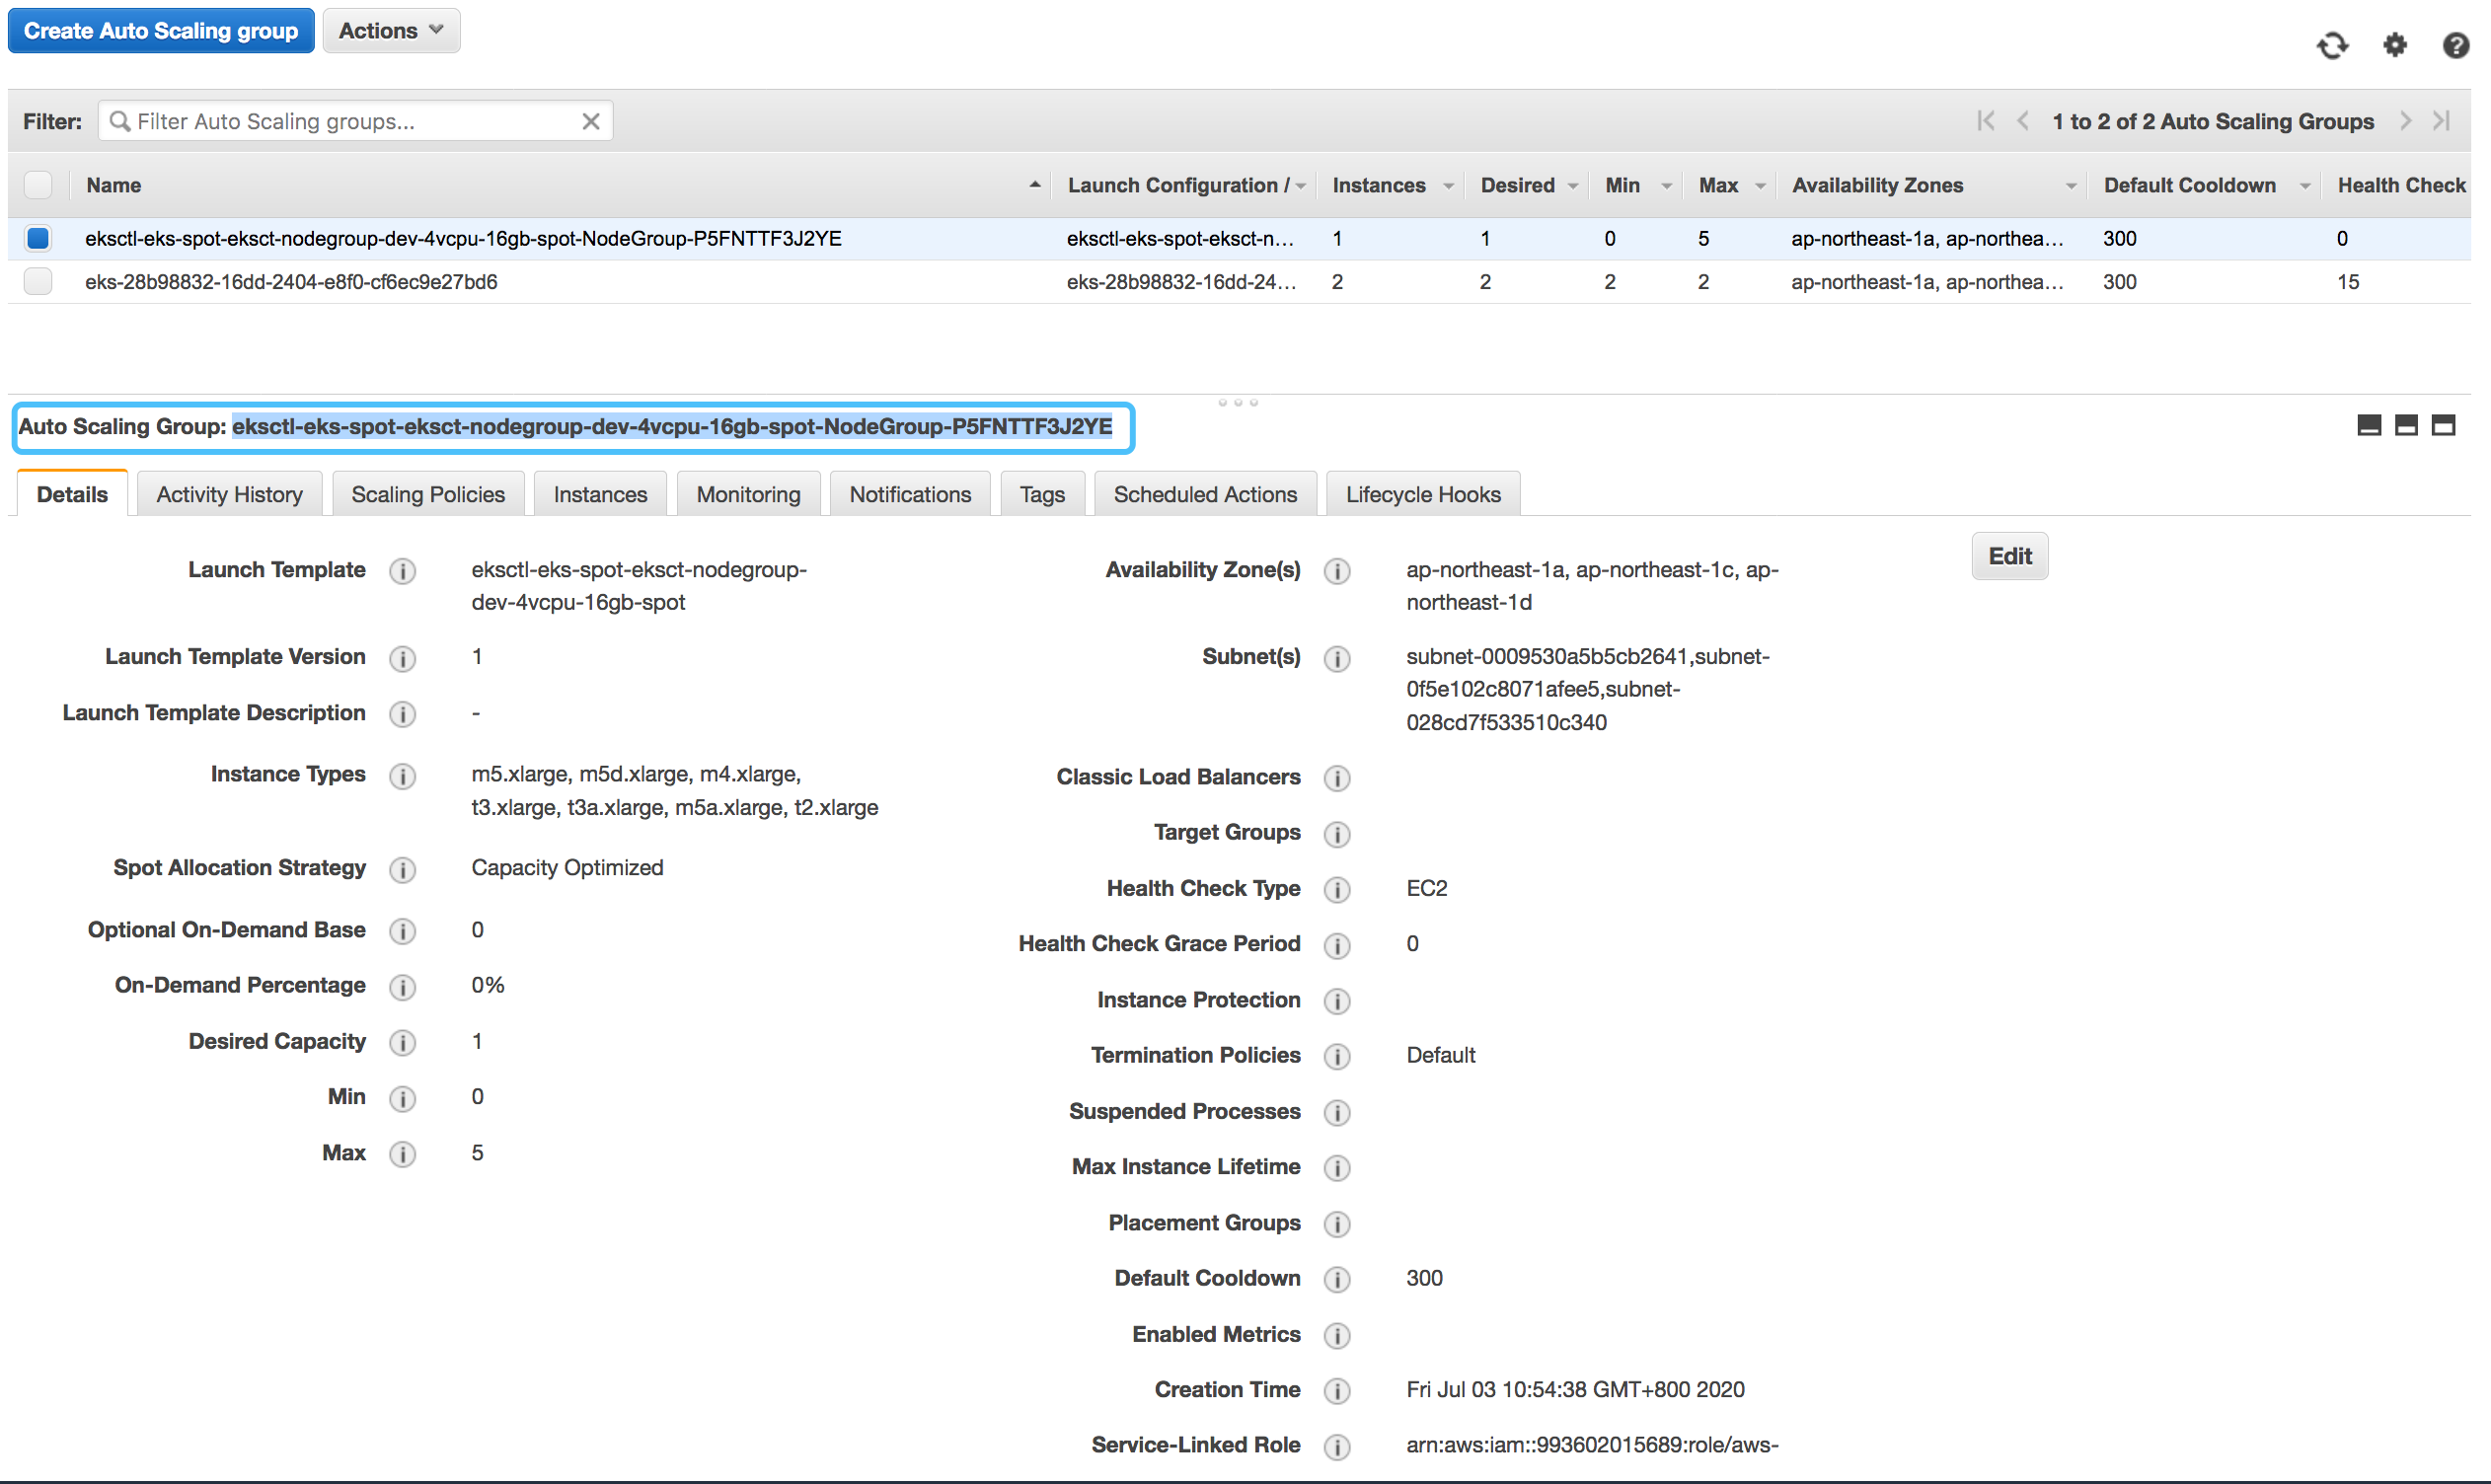 Create Auto Scaling group Actions
Filter: Filter Auto Scaling groups... 1 to 2 of 2 Auto Scaling Groups
Name Launch Configuration / Instances Desired Min Max Availability Zones Default Cooldown Health Check
eksctl-eks-spot-eksct-nodegroup-dev-4vcpu-16gb-spot-NodeGroup-P5FNTTF3J2YE eksctl-eks-spot-eksct-n... 1 1 0 5 ap-northeast-1a, ap-northea... 300 0
eks-28b98832-16dd-2404-e8f0-cf6ec9e27bd6 eks-28b98832-16dd-24... 2 2 2 2 ap-northeast-1a, ap-northea... 300 15
Auto Scaling Group: eksctl-eks-spot-eksct-nodegroup-dev-4vcpu-16gb-spot-NodeGroup-P5FNTTF3J2YE
Details Activity History Scaling Policies Instances Monitoring Notifications Tags Scheduled Actions Lifecycle Hooks
Edit
Launch Template eksctl-eks-spot-eksct-nodegroup-
dev-4vcpu-16gb-spot
Launch Template Version 1
Launch Template Description -
Instance Types m5.xlarge, m5d.xlarge, m4.xlarge,
t3.xlarge, t3a.xlarge, m5a.xlarge, t2.xlarge
Spot Allocation Strategy Capacity Optimized
Optional On-Demand Base 0
On-Demand Percentage 0%
Desired Capacity 1
Min 0
Max 5
Availability Zone(s) ap-northeast-1a, ap-northeast-1c, ap-
northeast-1d
Subnet(s) subnet-0009530a5b5cb2641,subnet-
0f5e102c8071afee5,subnet-
028cd7f533510c340
Classic Load Balancers
Target Groups
Health Check Type EC2
Health Check Grace Period 0
Instance Protection
Termination Policies Default
Suspended Processes
Max Instance Lifetime
Placement Groups
Default Cooldown 300
Enabled Metrics
Creation Time Fri Jul 03 10:54:38 GMT+800 2020
Service-Linked Role arn:aws:iam::993602015689:role/aws-